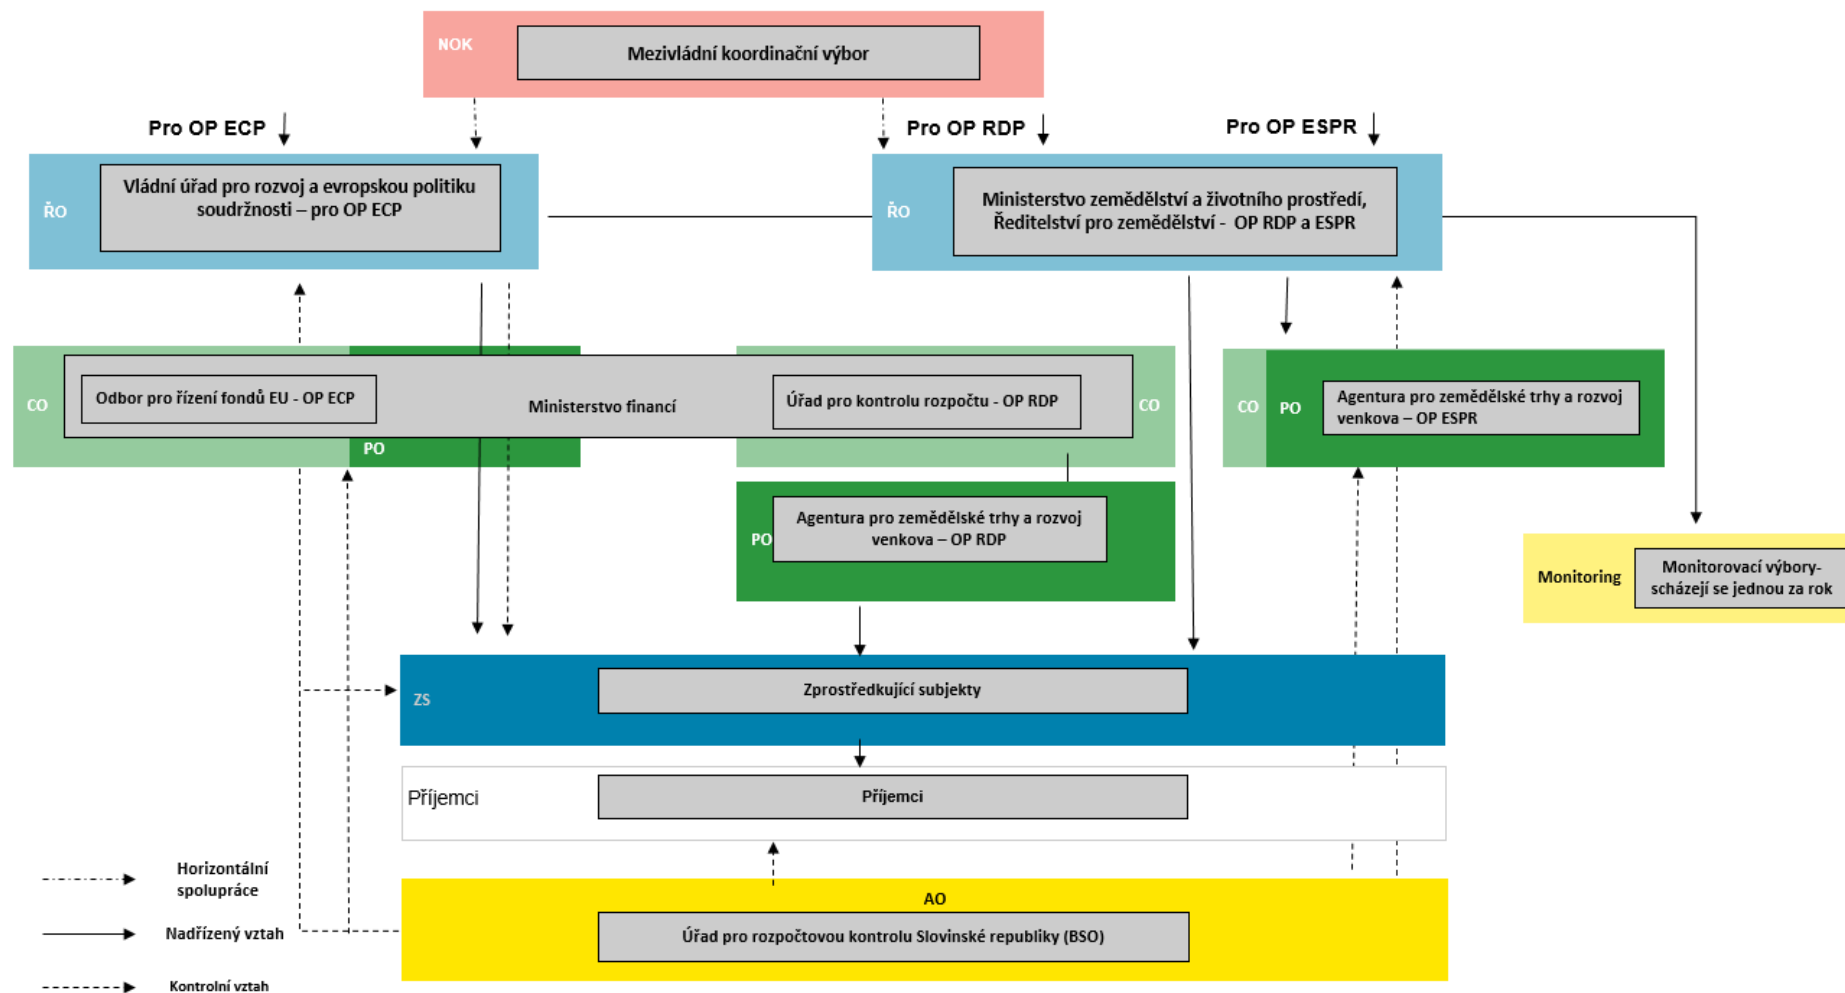 NOK
Mezivládní koordinační výbor
Pro OP ECP
Pro OP RDP
Pro OP ESPR
ŘO
Vládní úřad pro rozvoj a evropskou politiku
soudržnosti – pro OP ECP
ŘO
Ministerstvo zemědělství a životního prostředí,
Ředitelství pro zemědělství - OP RDP a ESPR
CO
Odbor pro řízení fondů EU - OP ECP
Ministerstvo financí
Úřad pro kontrolu rozpočtu - OP RDP
CO
PO
CO
PO
Agentura pro zemědělské trhy a rozvoj
venkova – OP ESPR
PO
Agentura pro zemědělské trhy a rozvoj
venkova – OP RDP
Monitoring
Monitorovací výbory-
scházejí se jednou za rok
ZS
Zprostředkující subjekty
Příjemci
Příjemci
Horizontální
spolupráce
Nadřízený vztah
Kontrolní vztah
AO
Úřad pro rozpočtovou kontrolu Slovinské republiky (BSO)